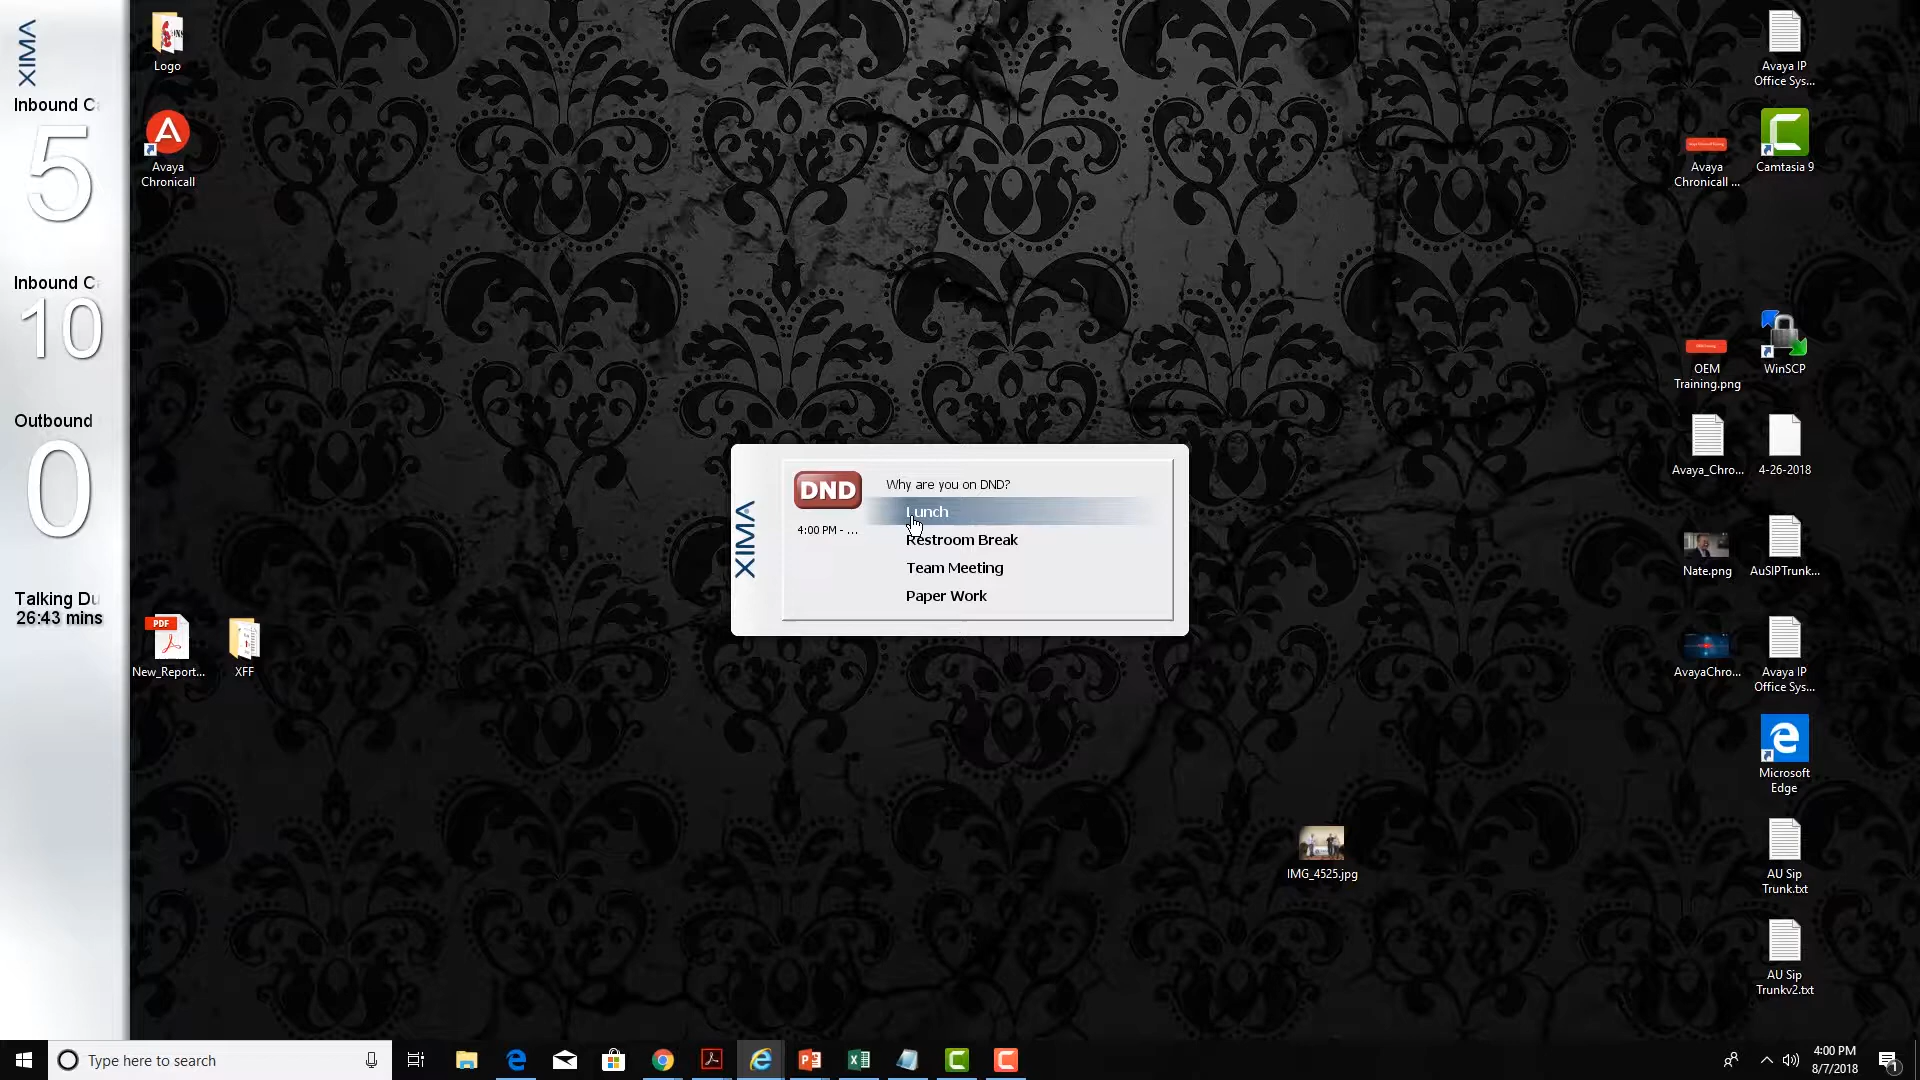 XIMA
Inbound Ca
5
Inbound Ca
10
Outbound
0
Talking Du
26:43 mins
Logo
Avaya
Chronicall
New_Report...
XFF
XIMA
DND
4:00 PM - ...
Why are you on DND?
Lunch
Restroom Break
Team Meeting
Paper Work
IMG_4525.jpg
Avaya IP
Office Sys...
Avaya
Chronicall ...
Camtasia 9
OEM
Training.png
WinSCP
Avaya_Chro...
4-26-2018
Nate.png
AuSIPTrunk...
AvayaChro...
Avaya IP
Office Sys...
Microsoft
Edge
AU Sip
Trunk.txt
AU Sip
Trunkv2.txt
Type here to search
4:00 PM
8/7/2018
1